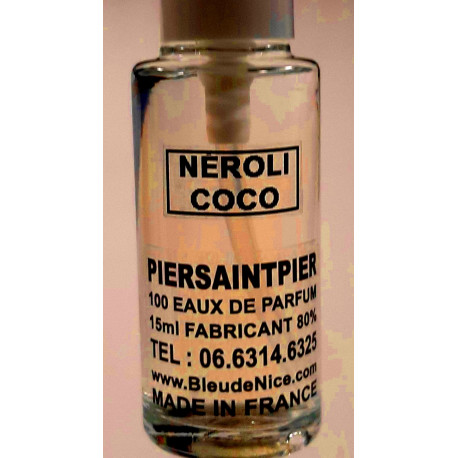 NÉROLI
COCO
PIERSAINTPIER
100 EAUX DE PARFUM
15ml FABRICANT 80%
TEL : 06.6314.6325
www.BleudeNice.com
MADE IN FRANCE